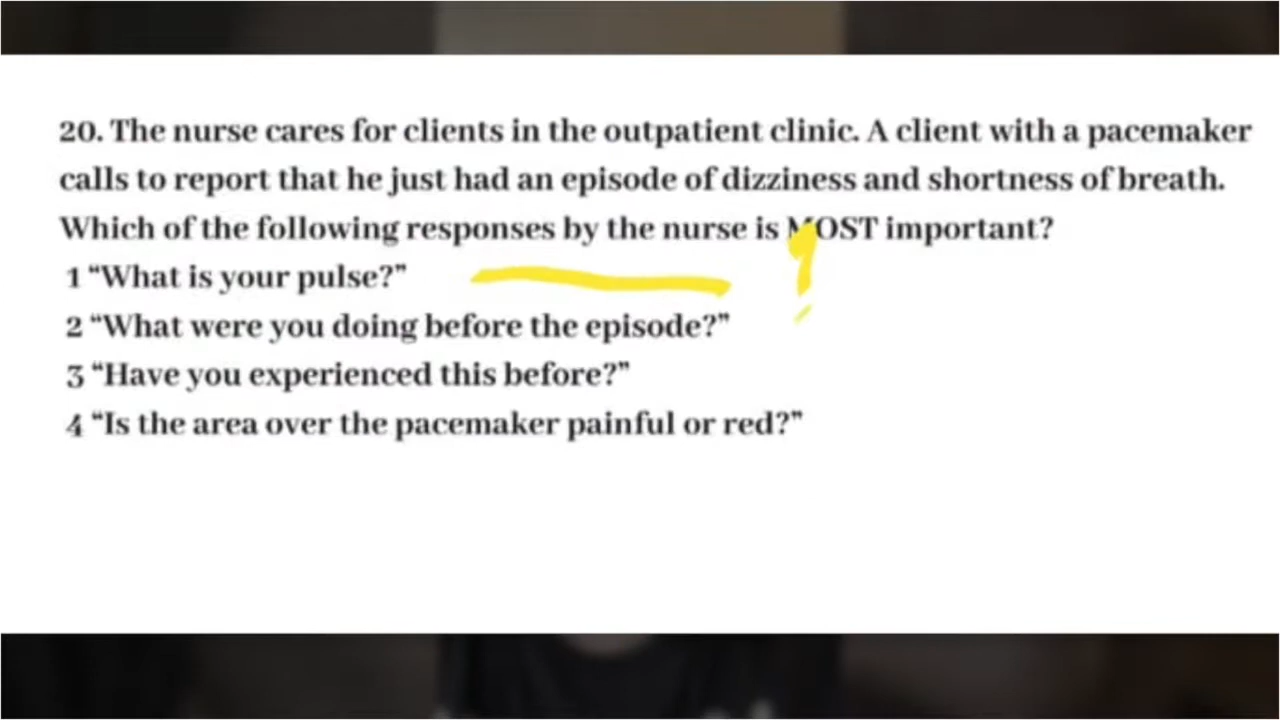 20. The nurse cares for clients in the outpatient clinic. A client with a pacemaker
calls to report that he just had an episode of dizziness and shortness of breath.
Which of the following responses by the nurse is MOST important?
1 “What is your pulse?”
2 “What were you doing before the episode?”
3 “Have you experienced this before?”
4 “Is the area over the pacemaker painful or red?”